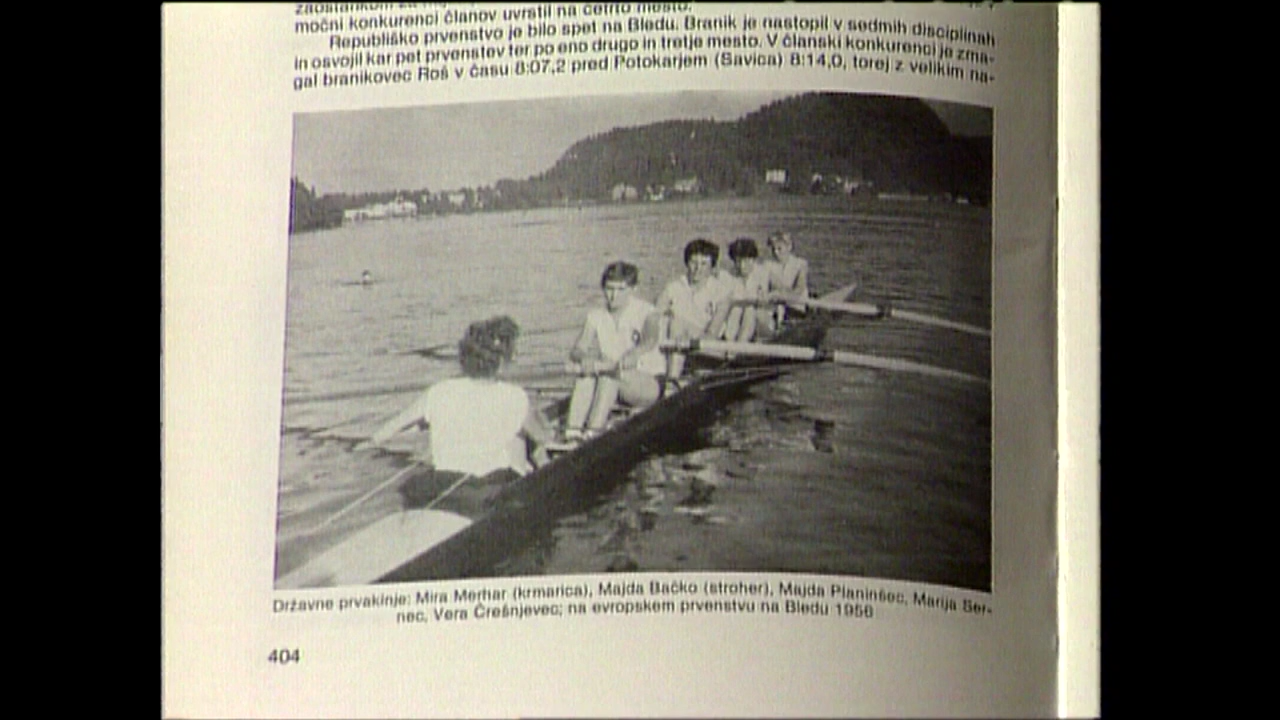 močni konkurenci članov uvrstil na četrto mesto.
Republiško prvenstvo je bilo spet na Bledu. Branik je nastopil v sedmih disciplinah
in osvojil kar pet prvenstev ter po eno drugo in tretje mesto. V članski konkurenci je zma-
gal branikovec Roš v času 8:07,2 pred Potokarjem (Savica) 8:14,0, torej z velikim na-
Državne prvakinje: Mira Merhar (krmarica), Majda Bačko (stroher), Majda Planinšec, Marija Ser-
nec, Vera Črešnjevec; na evropskem prvenstvu na Bledu 1956
404